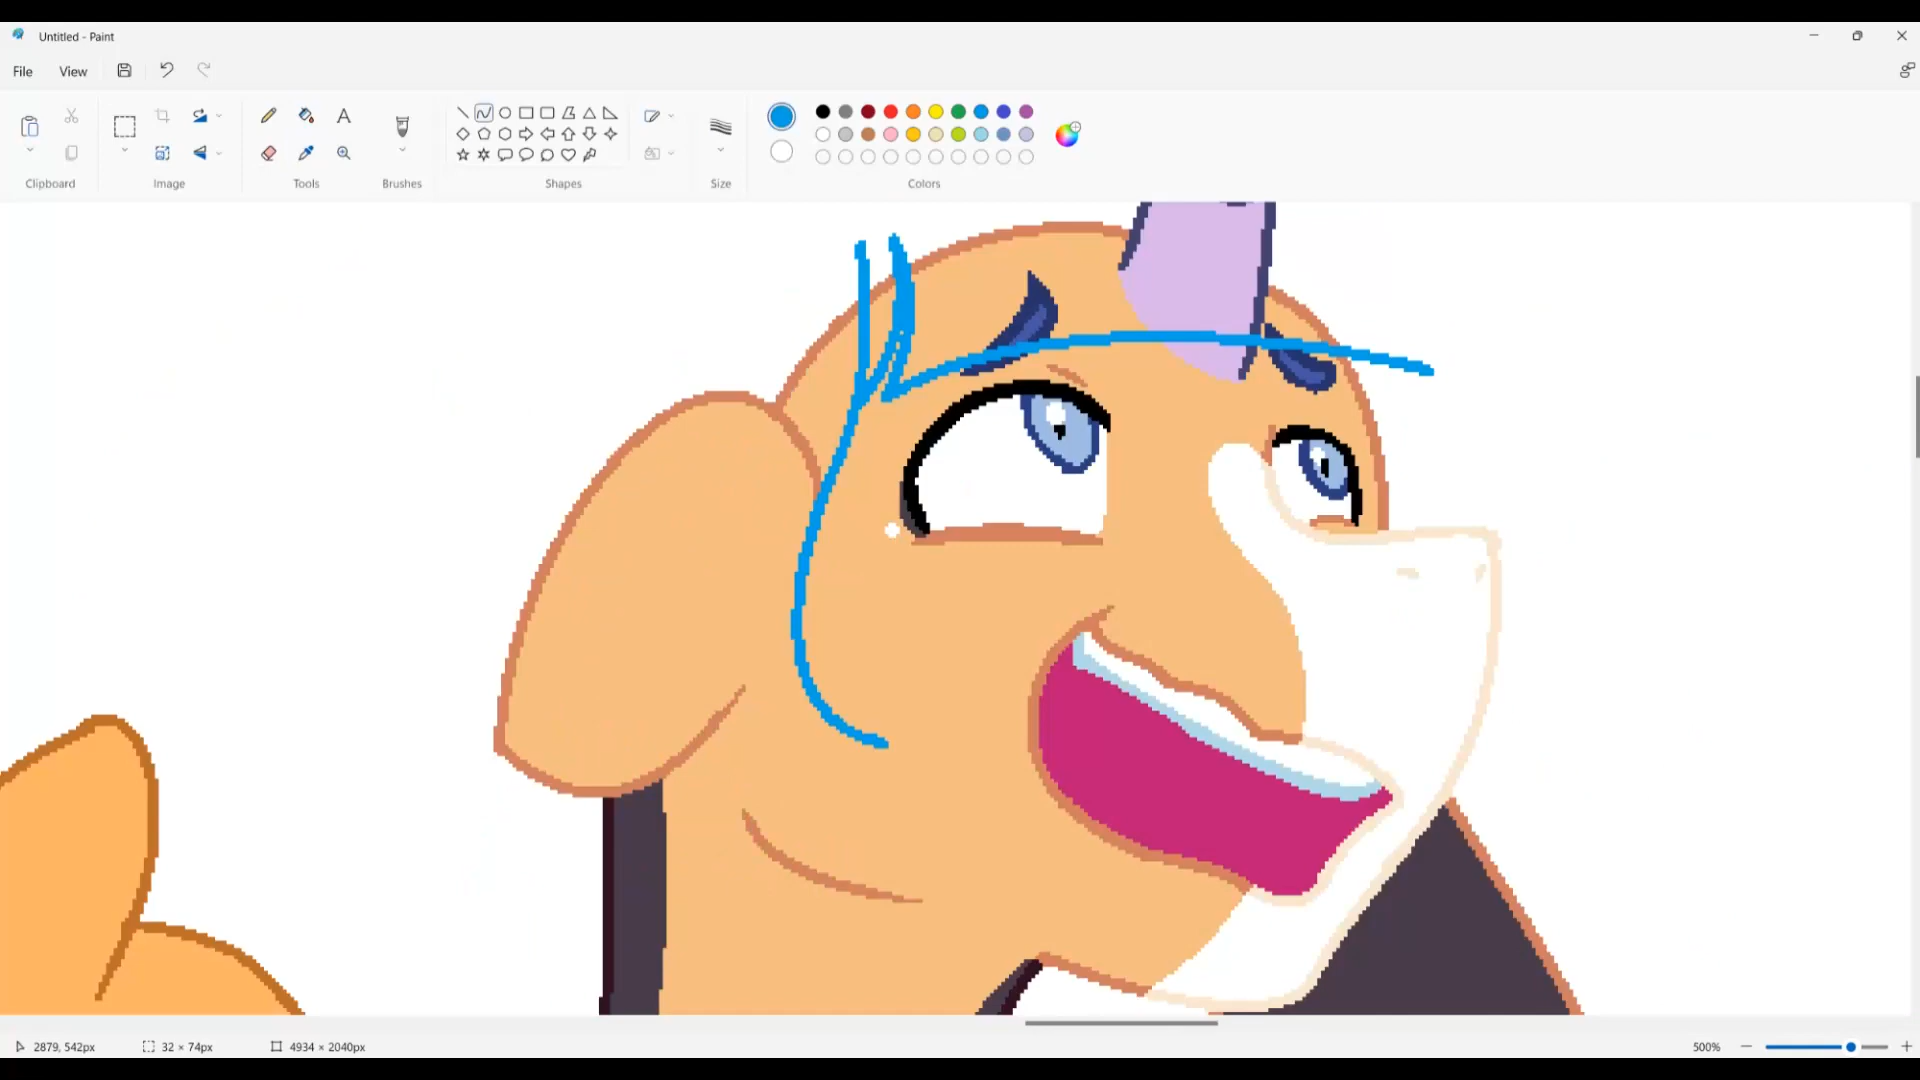 Untitled - Paint
File View
Clipboard Image Tools Brushes Shapes Size Colors
2879, 542px 32 × 74px 4934 × 2040px 500%